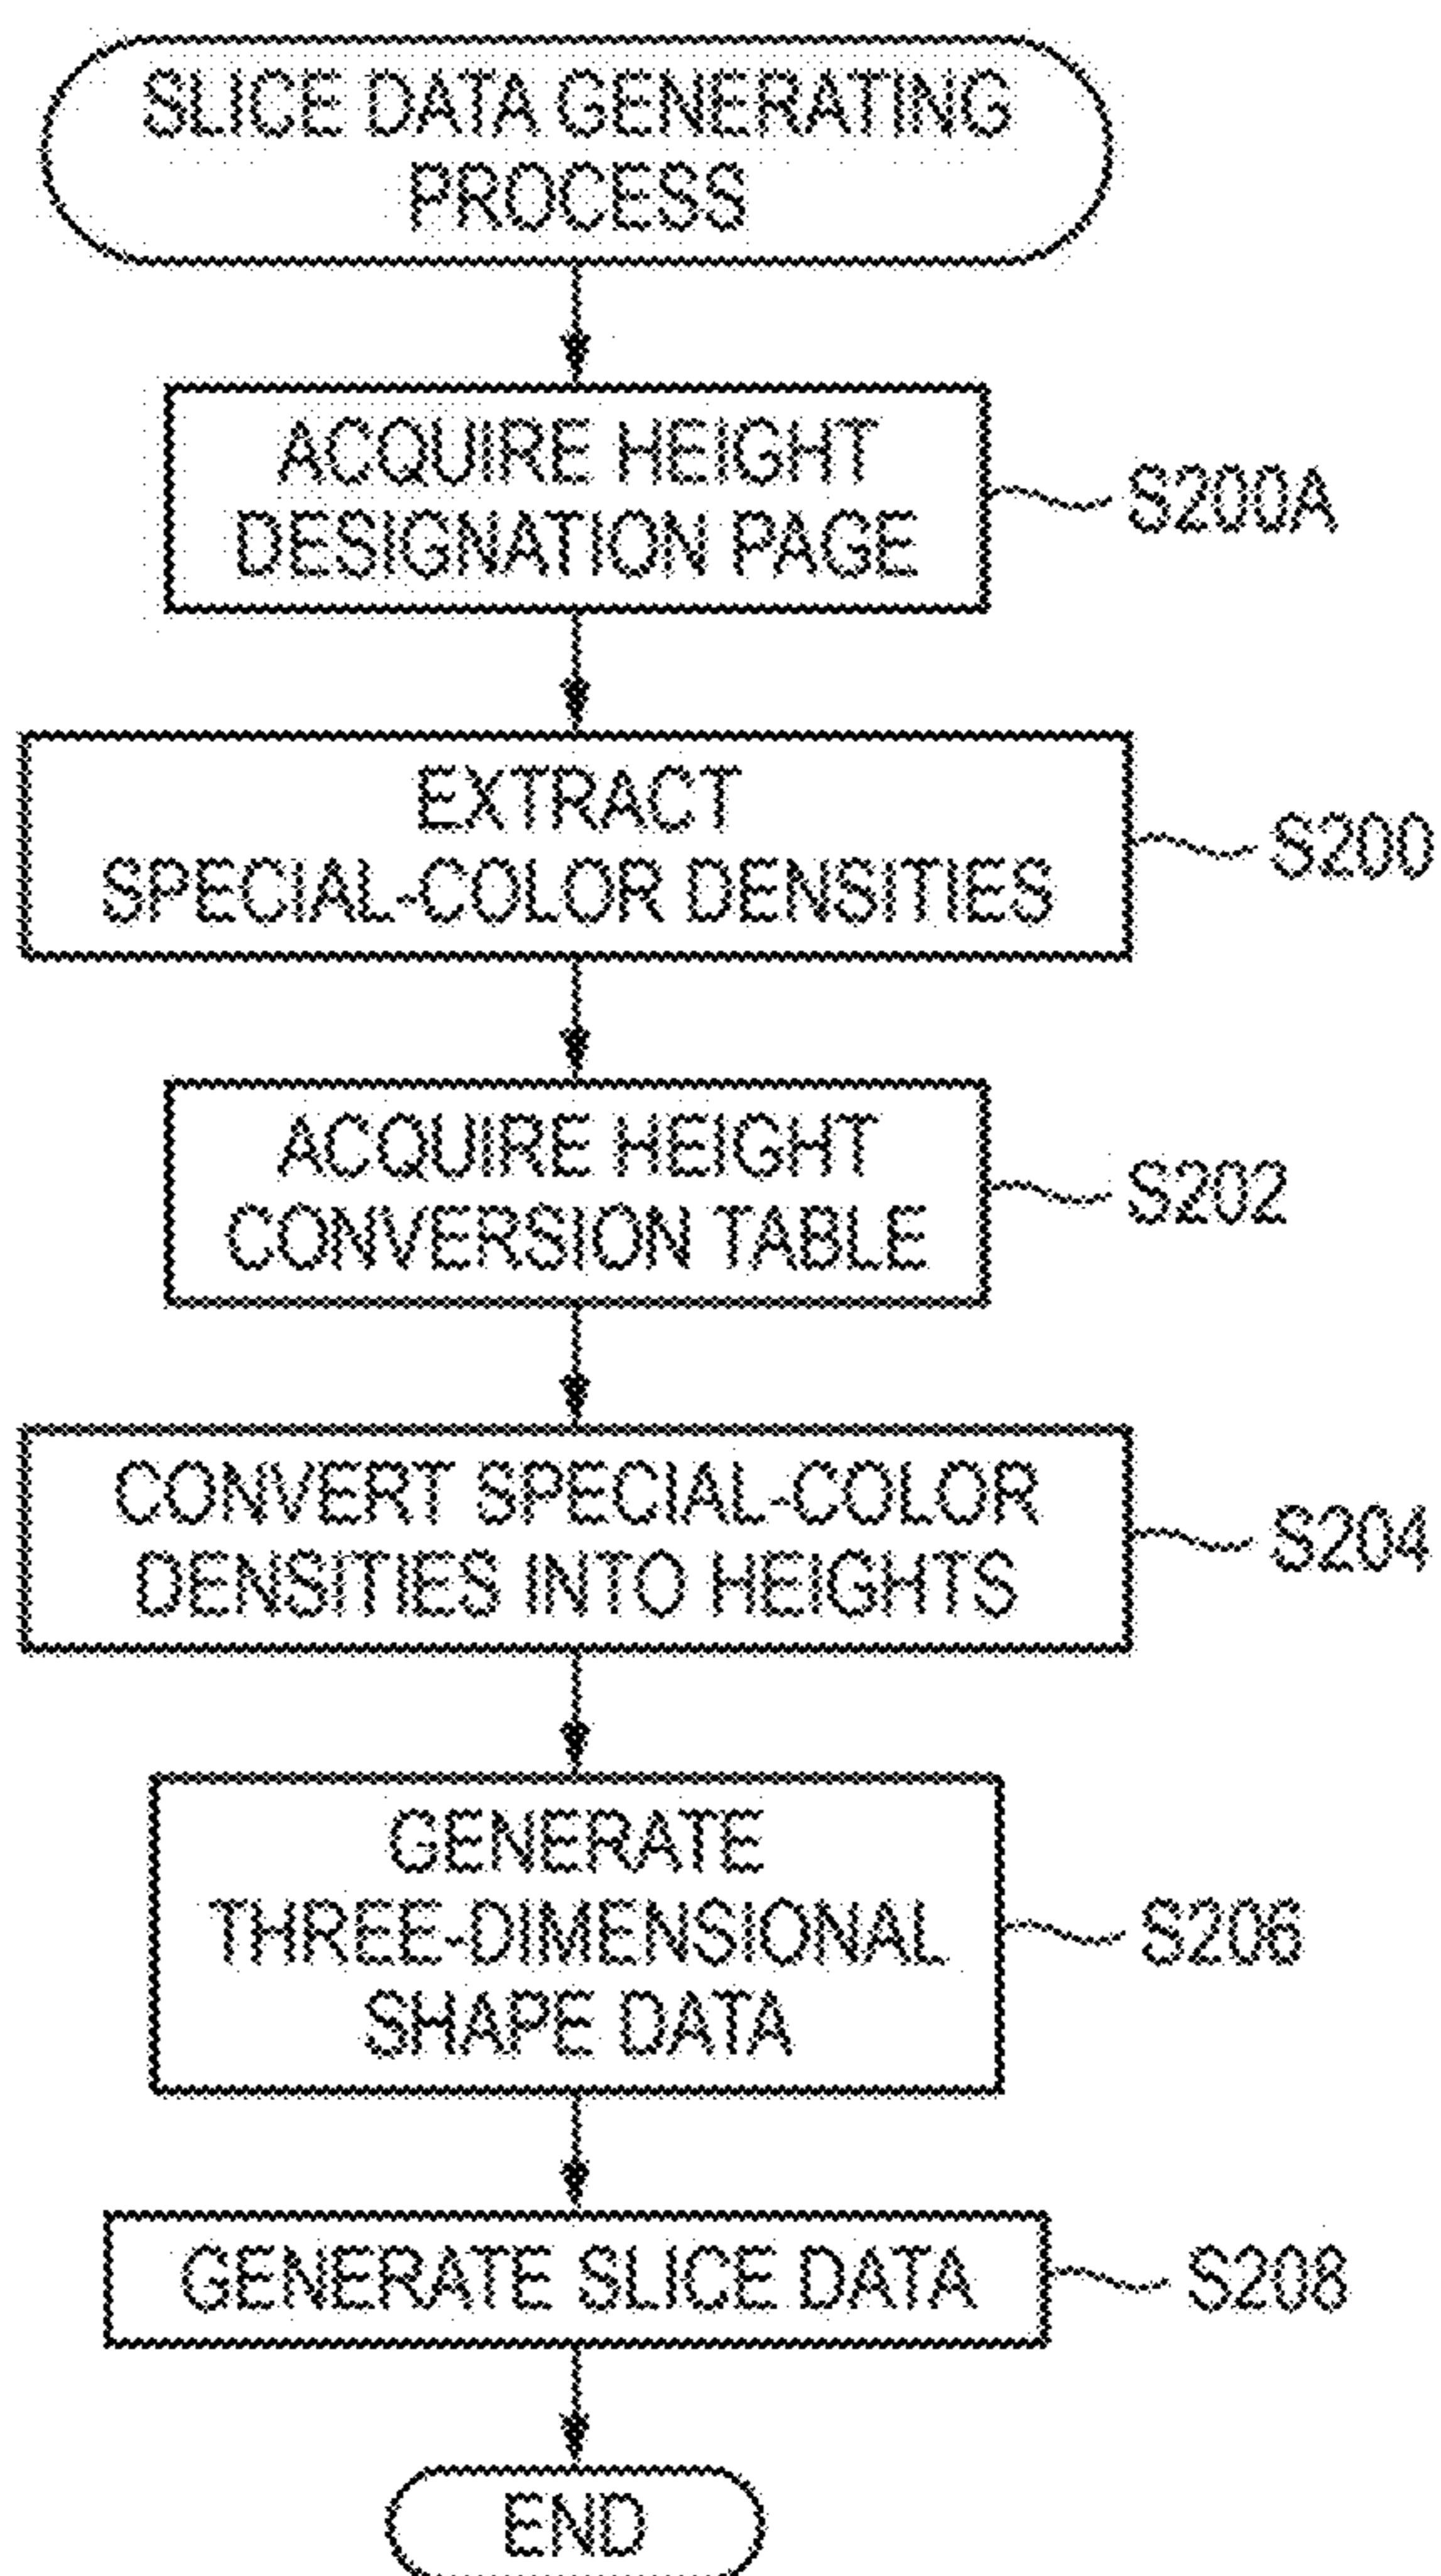 SLICE DATA GENERATING
PROCESS
ACQUIRE HEIGHT
DESIGNATION PAGE
S200A
EXTRACT
SPECIAL-COLOR DENSITIES
S200
ACQUIRE HEIGHT
CONVERSION TABLE
S202
CONVERT SPECIAL-COLOR
DENSITIES INTO HEIGHTS
S204
GENERATE
THREE-DIMENSIONAL
SHAPE DATA
S206
GENERATE SLICE DATA
S208
END